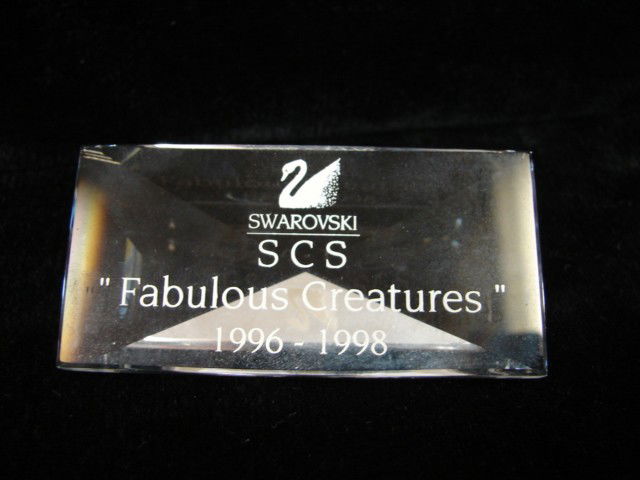 SWAROVSKI
SCS
" Fabulous Creatures "
1996 - 1998